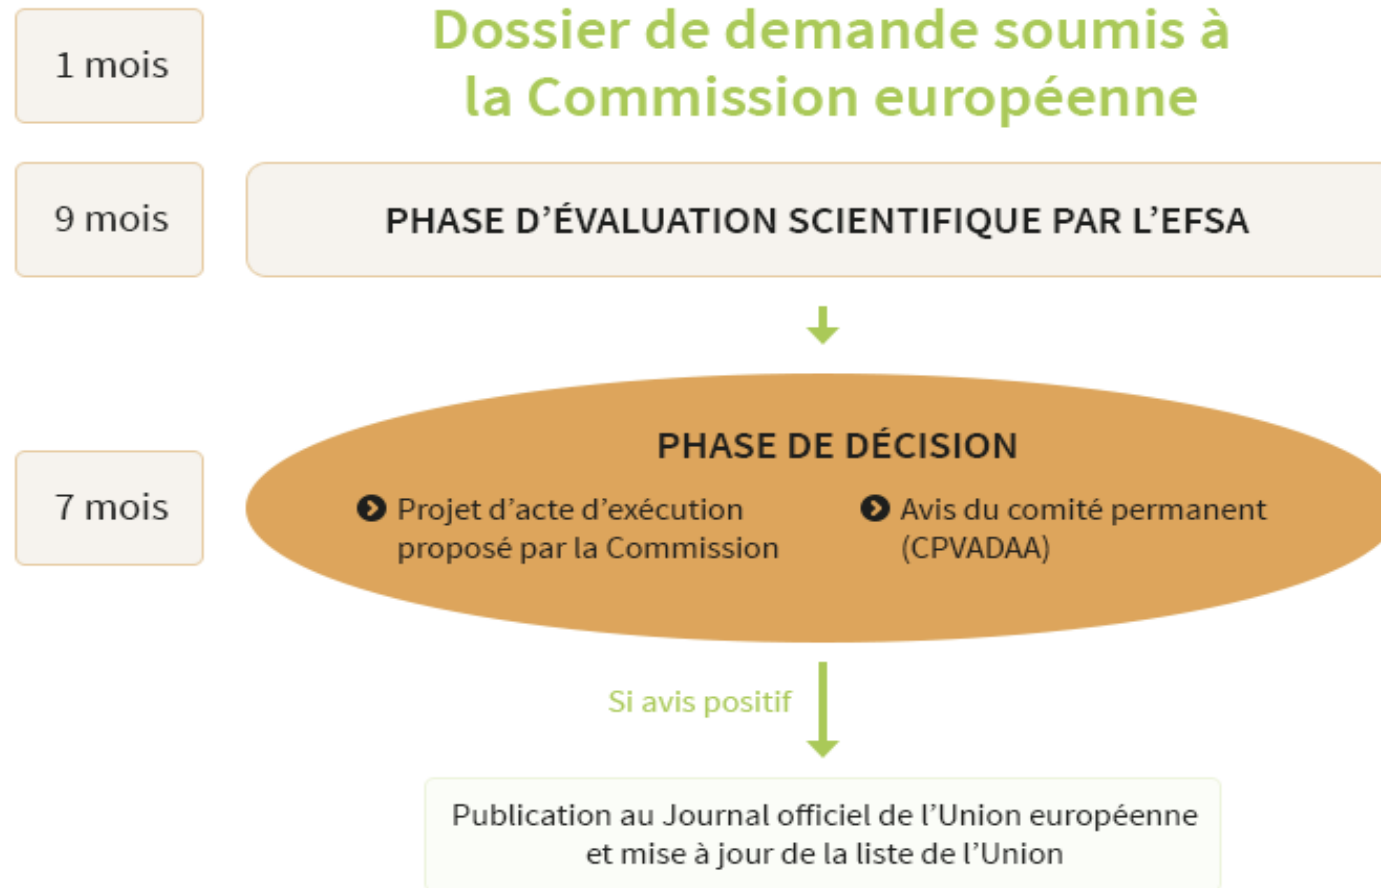 1 mois
Dossier de demande soumis à
la Commission européenne
9 mois
PHASE D’ÉVALUATION SCIENTIFIQUE PAR L’EFSA
7 mois
PHASE DE DÉCISION
Projet d’acte d’exécution
proposé par la Commission
Avis du comité permanent
(CPVADAA)
Si avis positif
Publication au Journal officiel de l’Union européenne
et mise à jour de la liste de l’Union